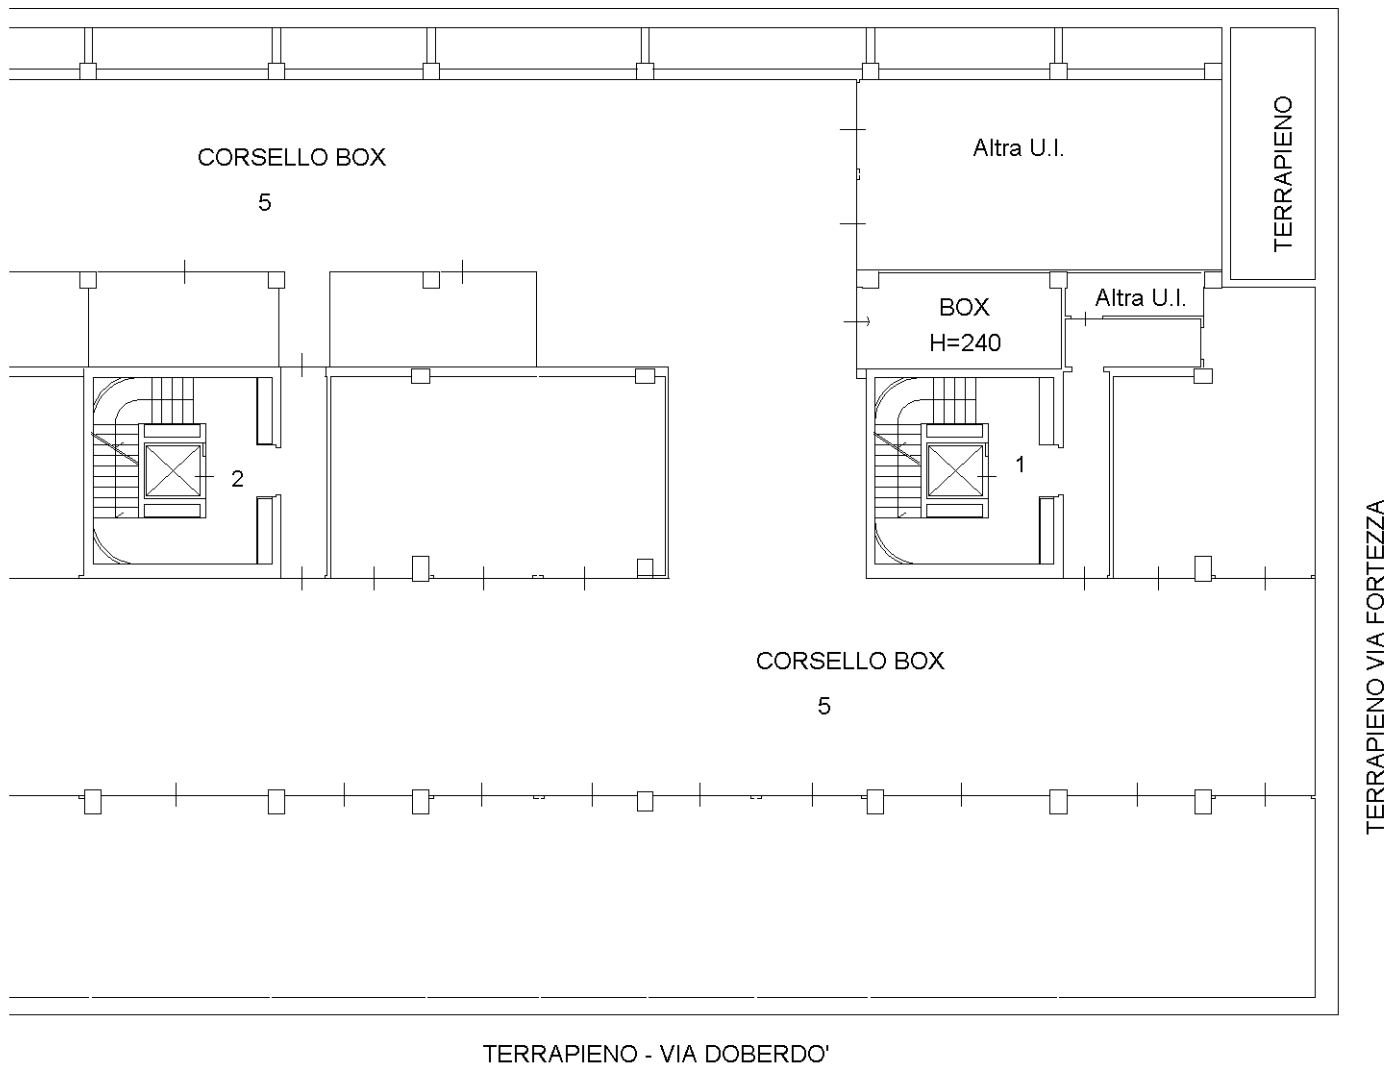 CORSELLO BOX
5
Altra U.I.
TERRAPIENO
BOX
H=240
Altra U.I.
2
1
CORSELLO BOX
5
TERRAPIENO VIA FORTEZZA
TERRAPIENO - VIA DOBERDO'